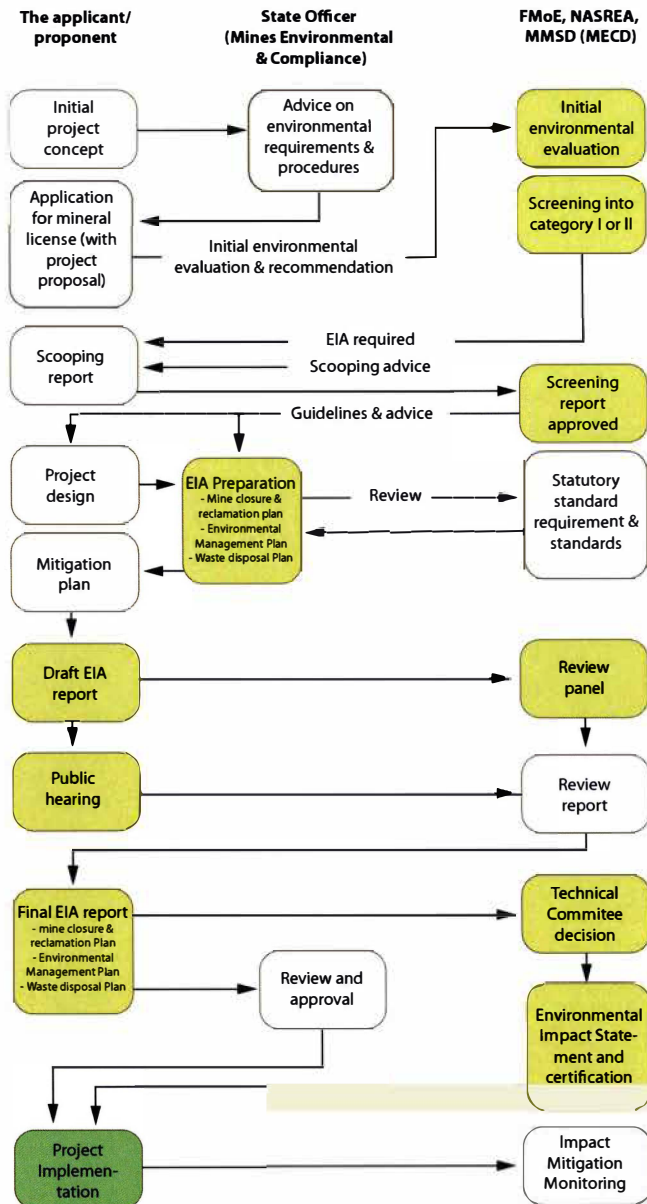 The applicant/
proponent
State Officer
(Mines Environmental
& Compliance)
FMoE, NASREA,
MMSD (MECD)
Initial
project
concept
Advice on
environmental
requirements &
procedures
Initial
environmental
evaluation
Application
for mineral
license (with
project
proposal)
Initial environmental
evaluation & recommendation
Screening into
category I or II
EIA required
Scooping
report
Scooping advice
Screening
report
approved
Guidelines & advice
Project
design
EIA Preparation
- Mine closure &
reclamation plan
- Environmental
Management Plan
- Waste disposal Plan
Review
Statutory
standard
requirement &
standards
Mitigation
plan
Draft EIA
report
Review
panel
Public
hearing
Review
report
Final EIA report
- mine closure &
reclamation Plan
- Environmental
Management Plan
- Waste disposal Plan
Technical
Commitee
decision
Review and
approval
Environmental
Impact State-
ment and
certification
Project
Implemen-
tation
Impact
Mitigation
Monitoring